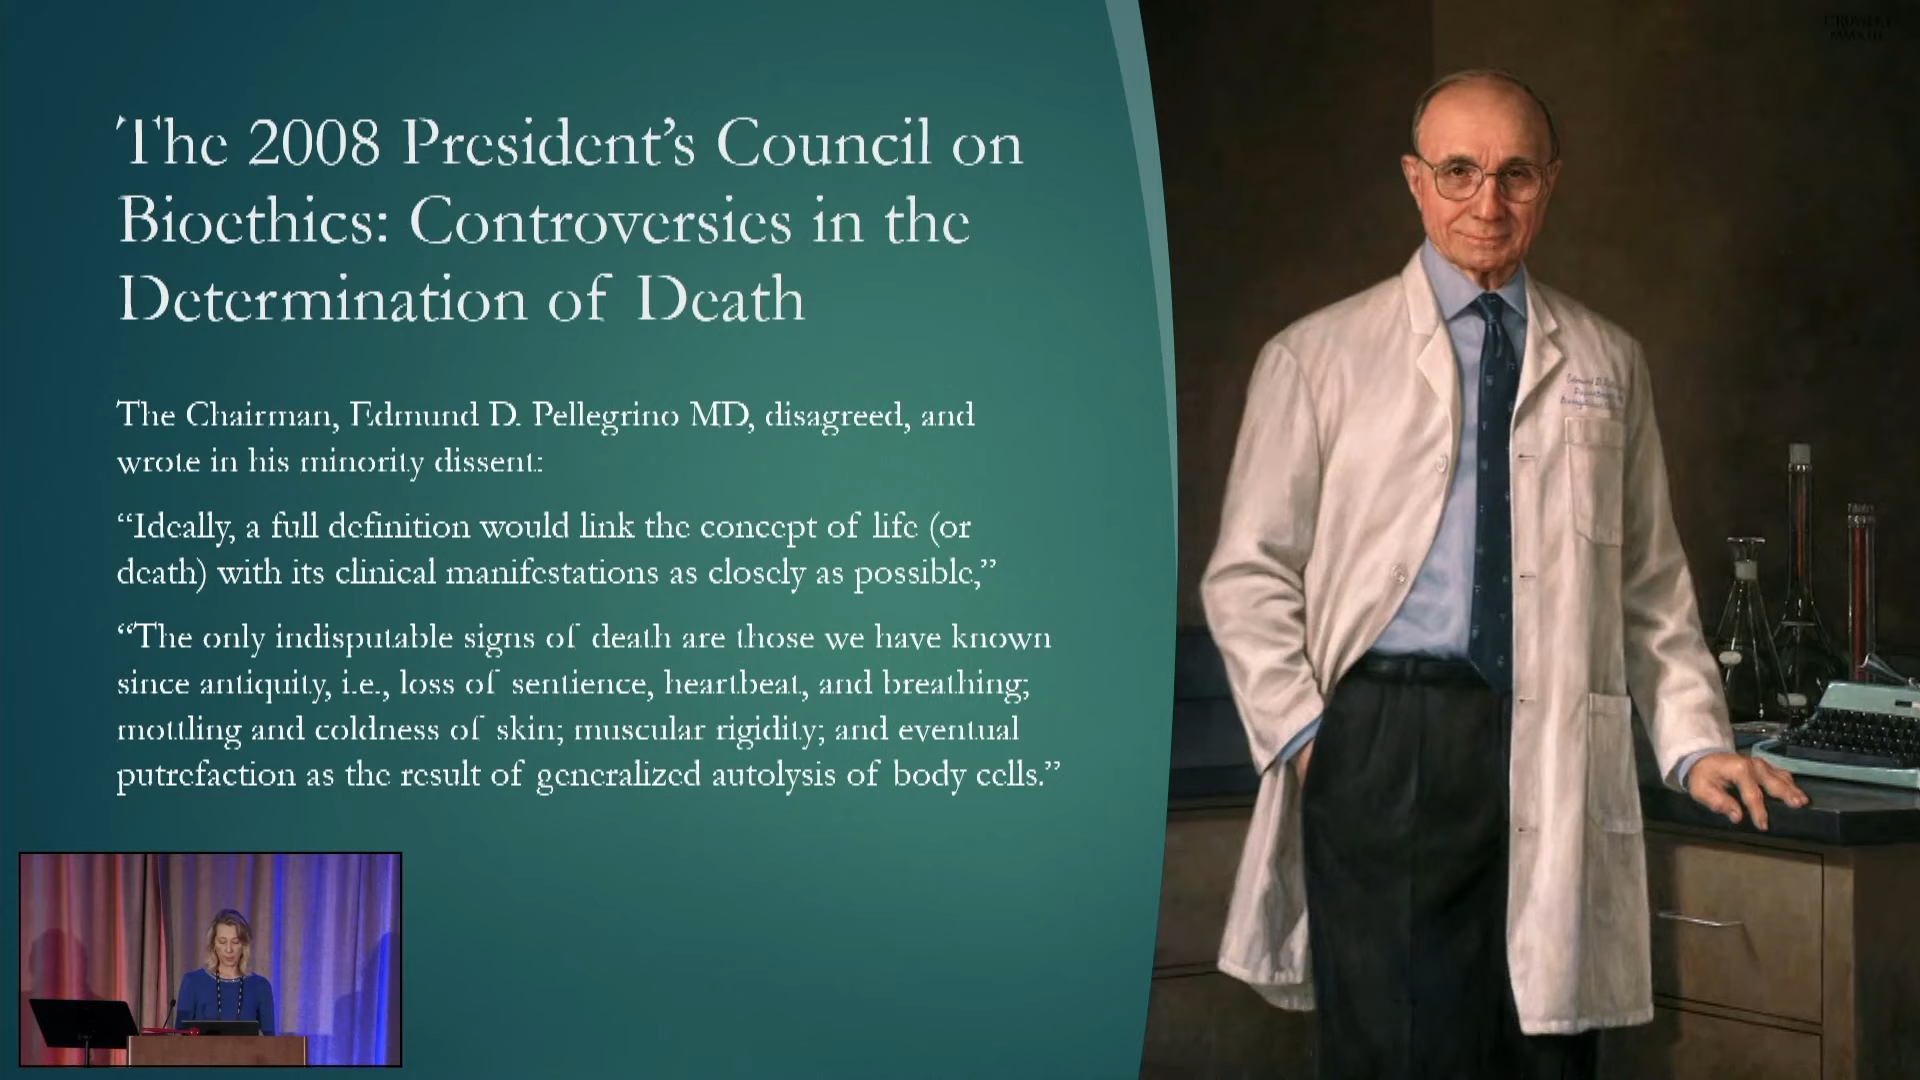 The 2008 President's Council on
Bioethics: Controversies in the
Determination of Death
The Chairman, Edmund D. Pellegrino MD, disagreed, and
wrote in his minority dissent:
“Ideally, a full definition would link the concept of life (or
death) with its clinical manifestations as closely as possible,”
“The only indisputable signs of death are those we have known
since antiquity, i.e., loss of sentience, heartbeat, and breathing;
mottling and coldness of skin; muscular rigidity; and eventual
putrefaction as the result of generalized autolysis of body cells.”